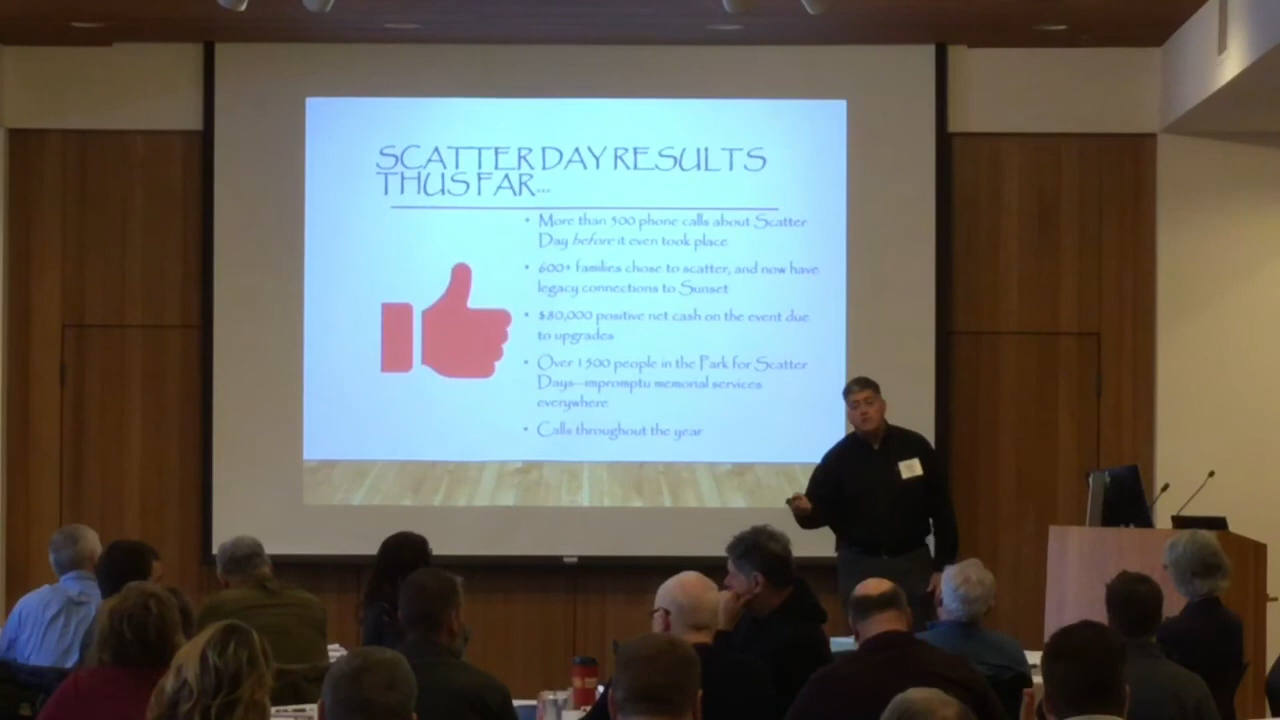 SCATTER DAY RESULTS
THUS FAR...
• More than 500 phone calls about Scatter
Day before it even took place
• 600+ families chose to scatter, and now have
legacy connections to Sunset
• $80,000 positive net cash on the event due
to upgrades
• Over 1500 people in the Park for Scatter
Days—impromptu memorial services
everywhere
• Calls throughout the year